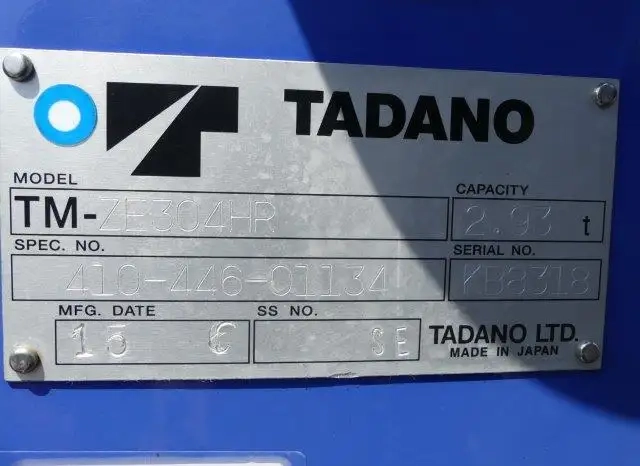 TADANO
MODEL
TM-ZE304HR
CAPACITY
2.93 t
SPEC. NO.
410-446-01134
SERIAL NO.
KB8318
MFG. DATE
15
SS NO.
SE
TADANO LTD.
MADE IN JAPAN